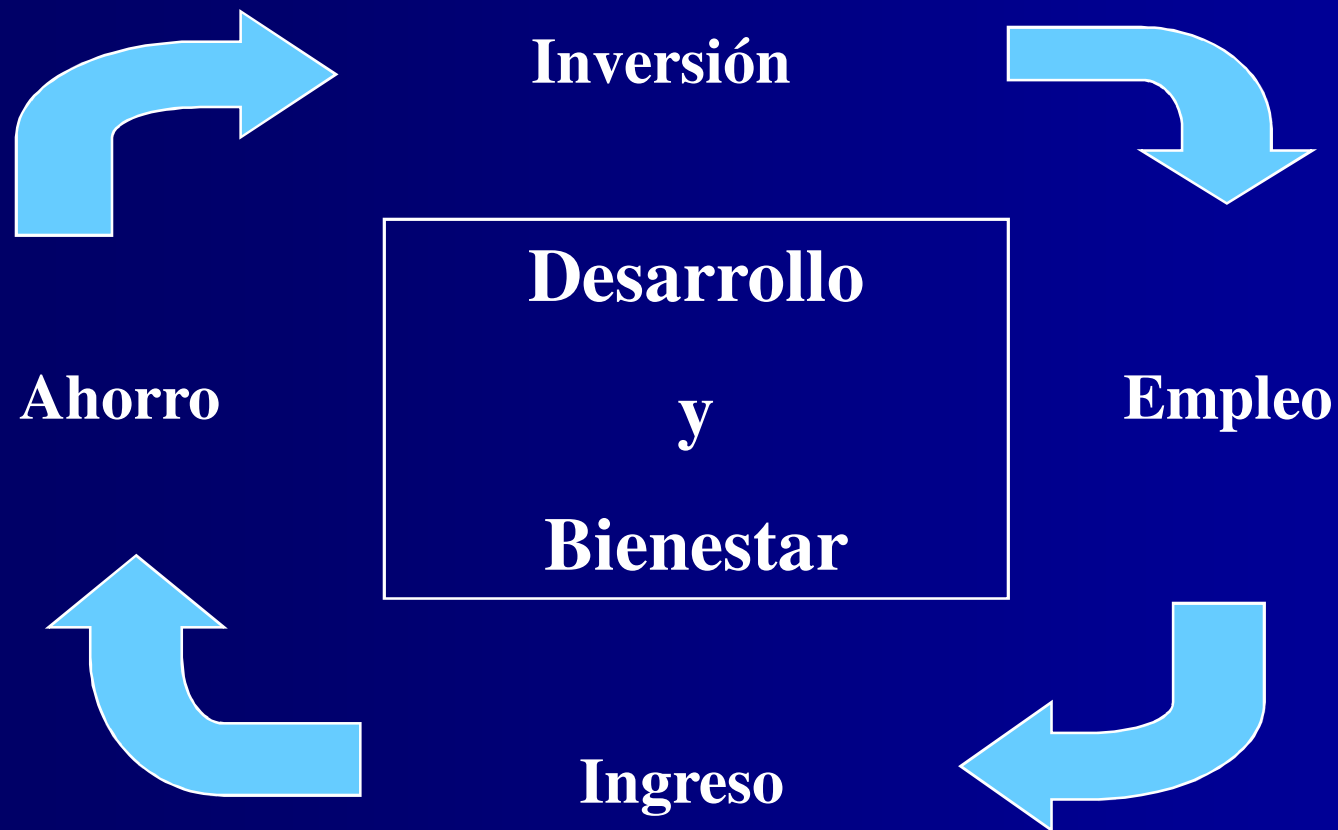 Inversión
Desarrollo
y
Bienestar
Ahorro
Empleo
Ingreso